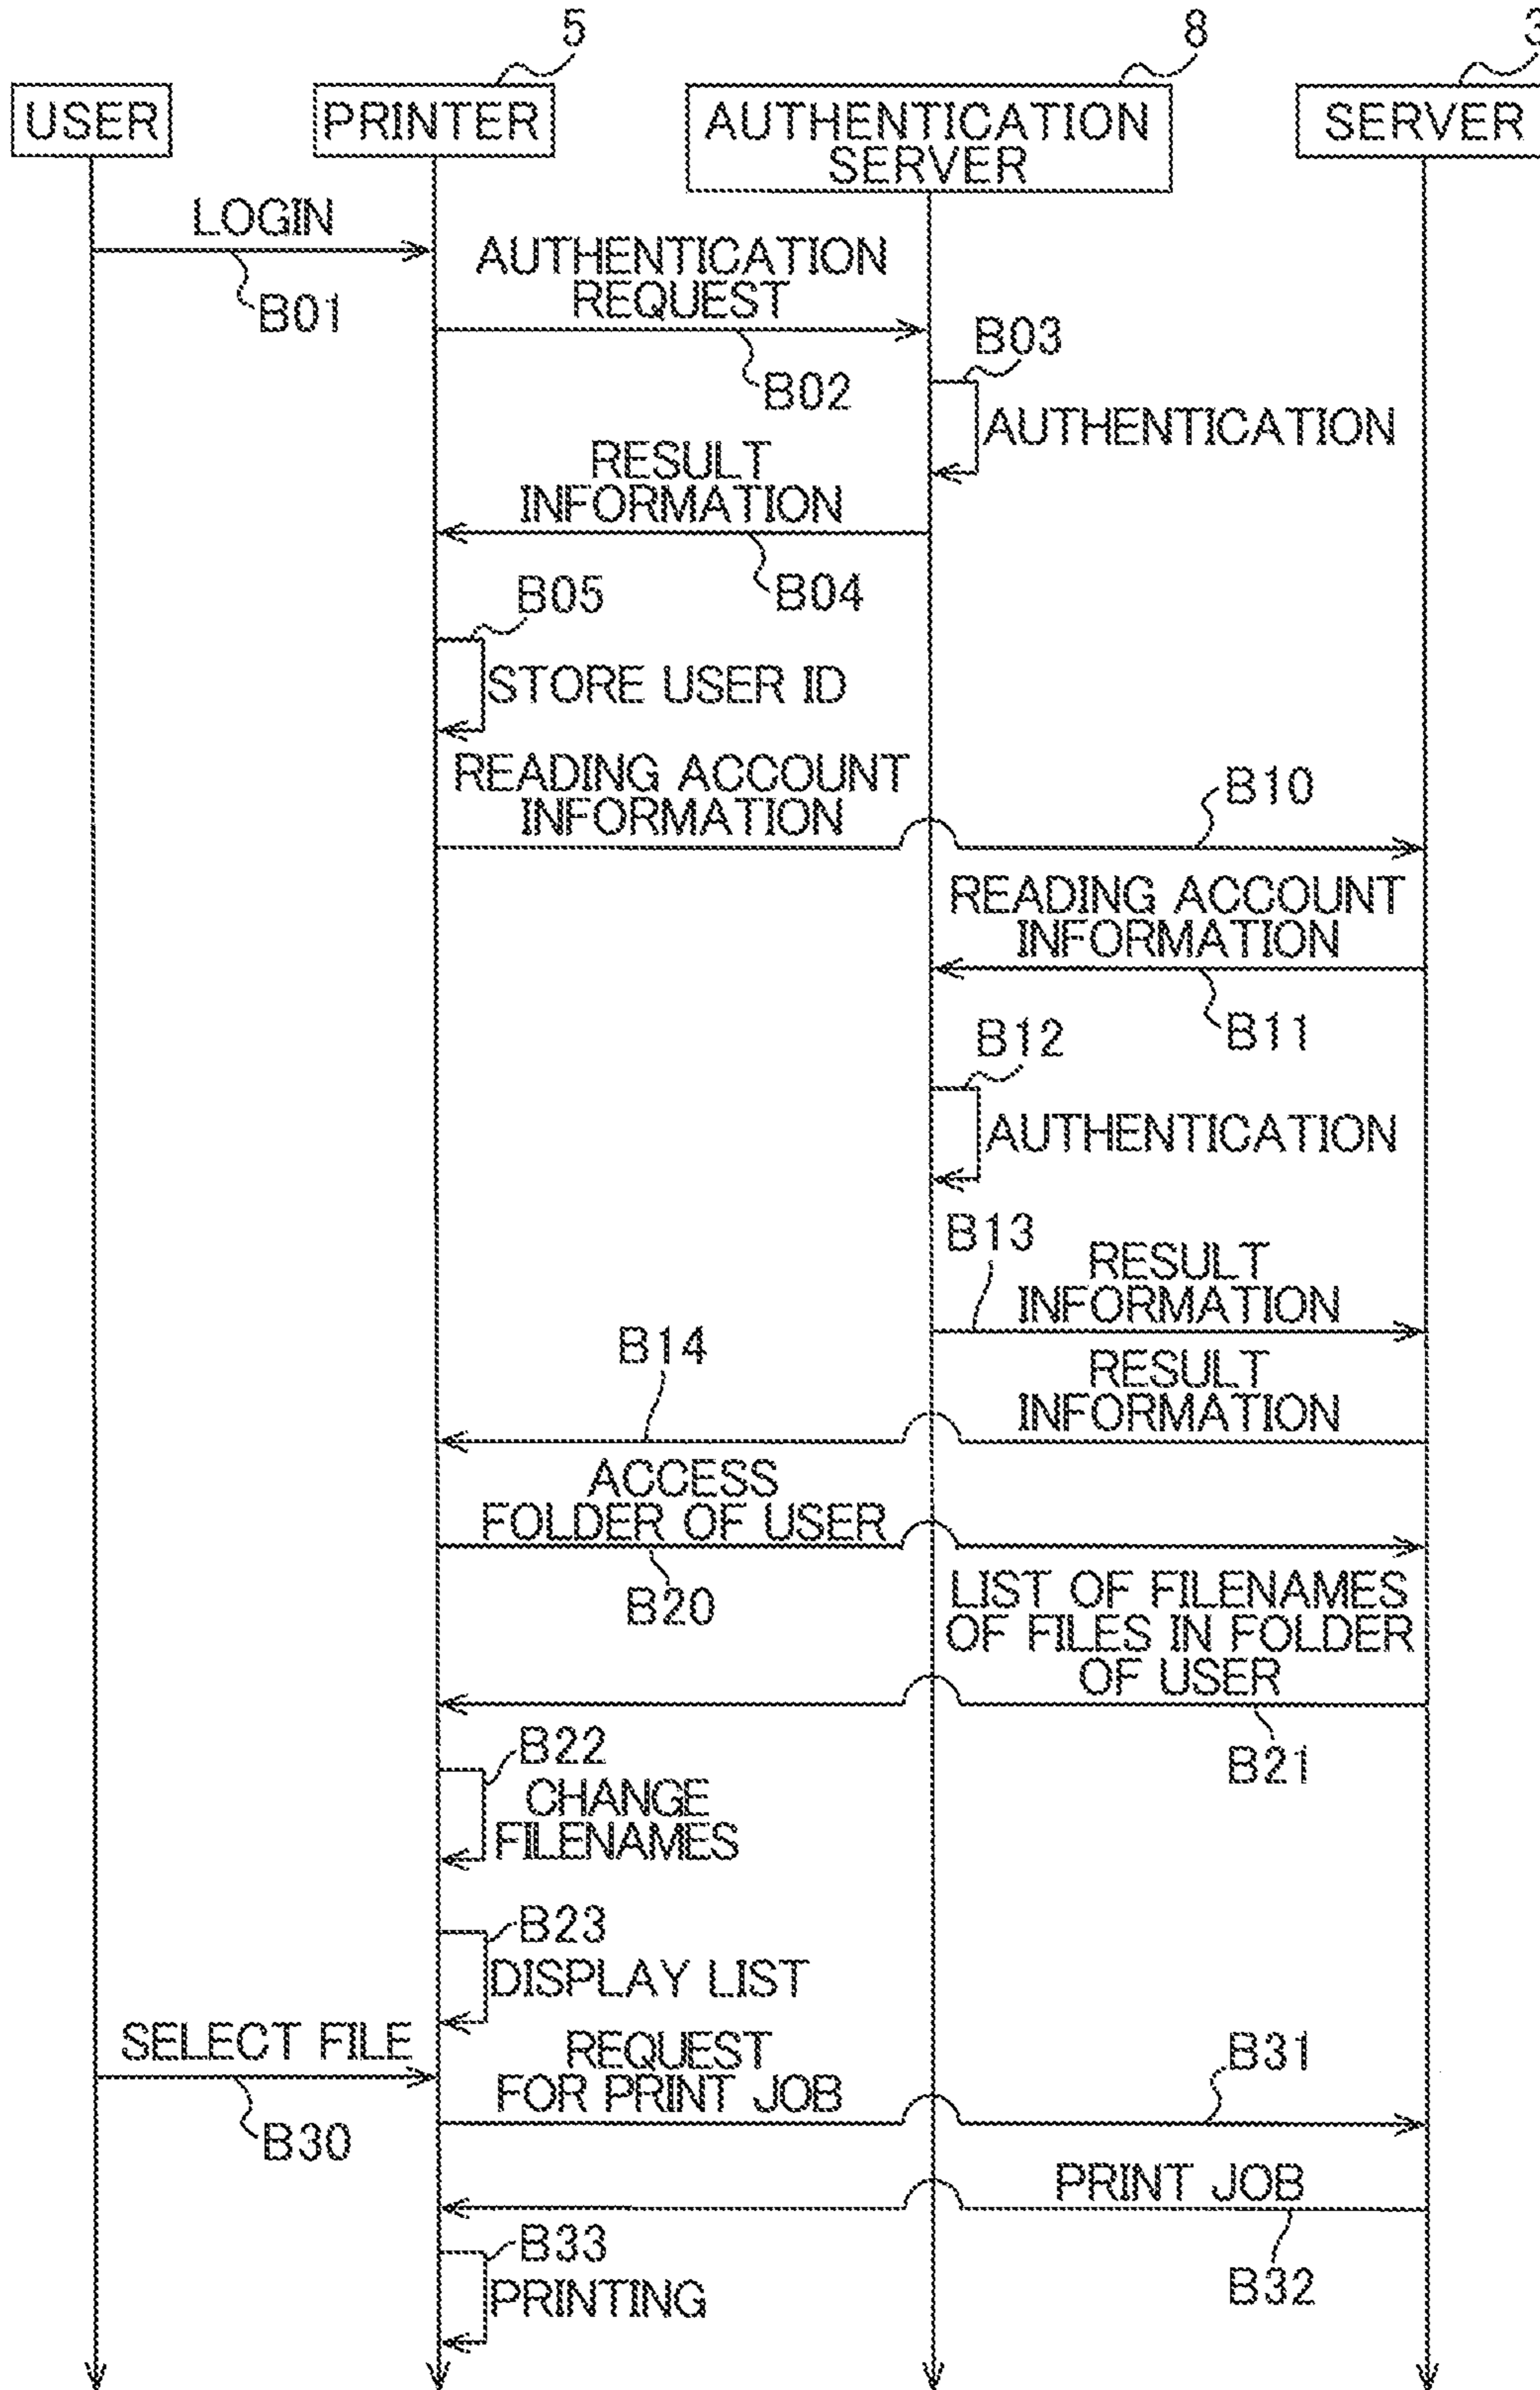 5
8
3
USER
PRINTER
AUTHENTICATION
SERVER
SERVER
LOGIN
B01
AUTHENTICATION
REQUEST
B02
B03
AUTHENTICATION
RESULT
INFORMATION
B04
B05
STORE USER ID
READING ACCOUNT
INFORMATION
B10
READING ACCOUNT
INFORMATION
B11
B12
AUTHENTICATION
B13
RESULT
INFORMATION
B14
RESULT
INFORMATION
ACCESS
FOLDER OF USER
B20
LIST OF FILENAMES
OF FILES IN FOLDER
OF USER
B21
B22
CHANGE
FILENAMES
B23
DISPLAY LIST
SELECT FILE
B30
REQUEST
FOR PRINT JOB
B31
PRINT JOB
B32
B33
PRINTING